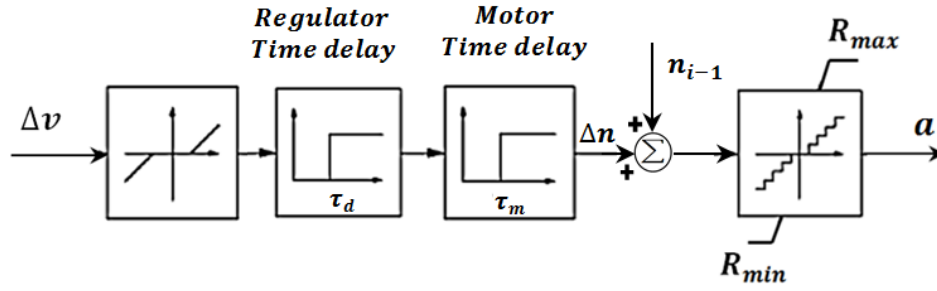 Regulator
Time delay
Motor
Time delay
R_max
n_{i−1}
Δv
Δn
a
+
Σ
+
τ_d
τ_m
R_min